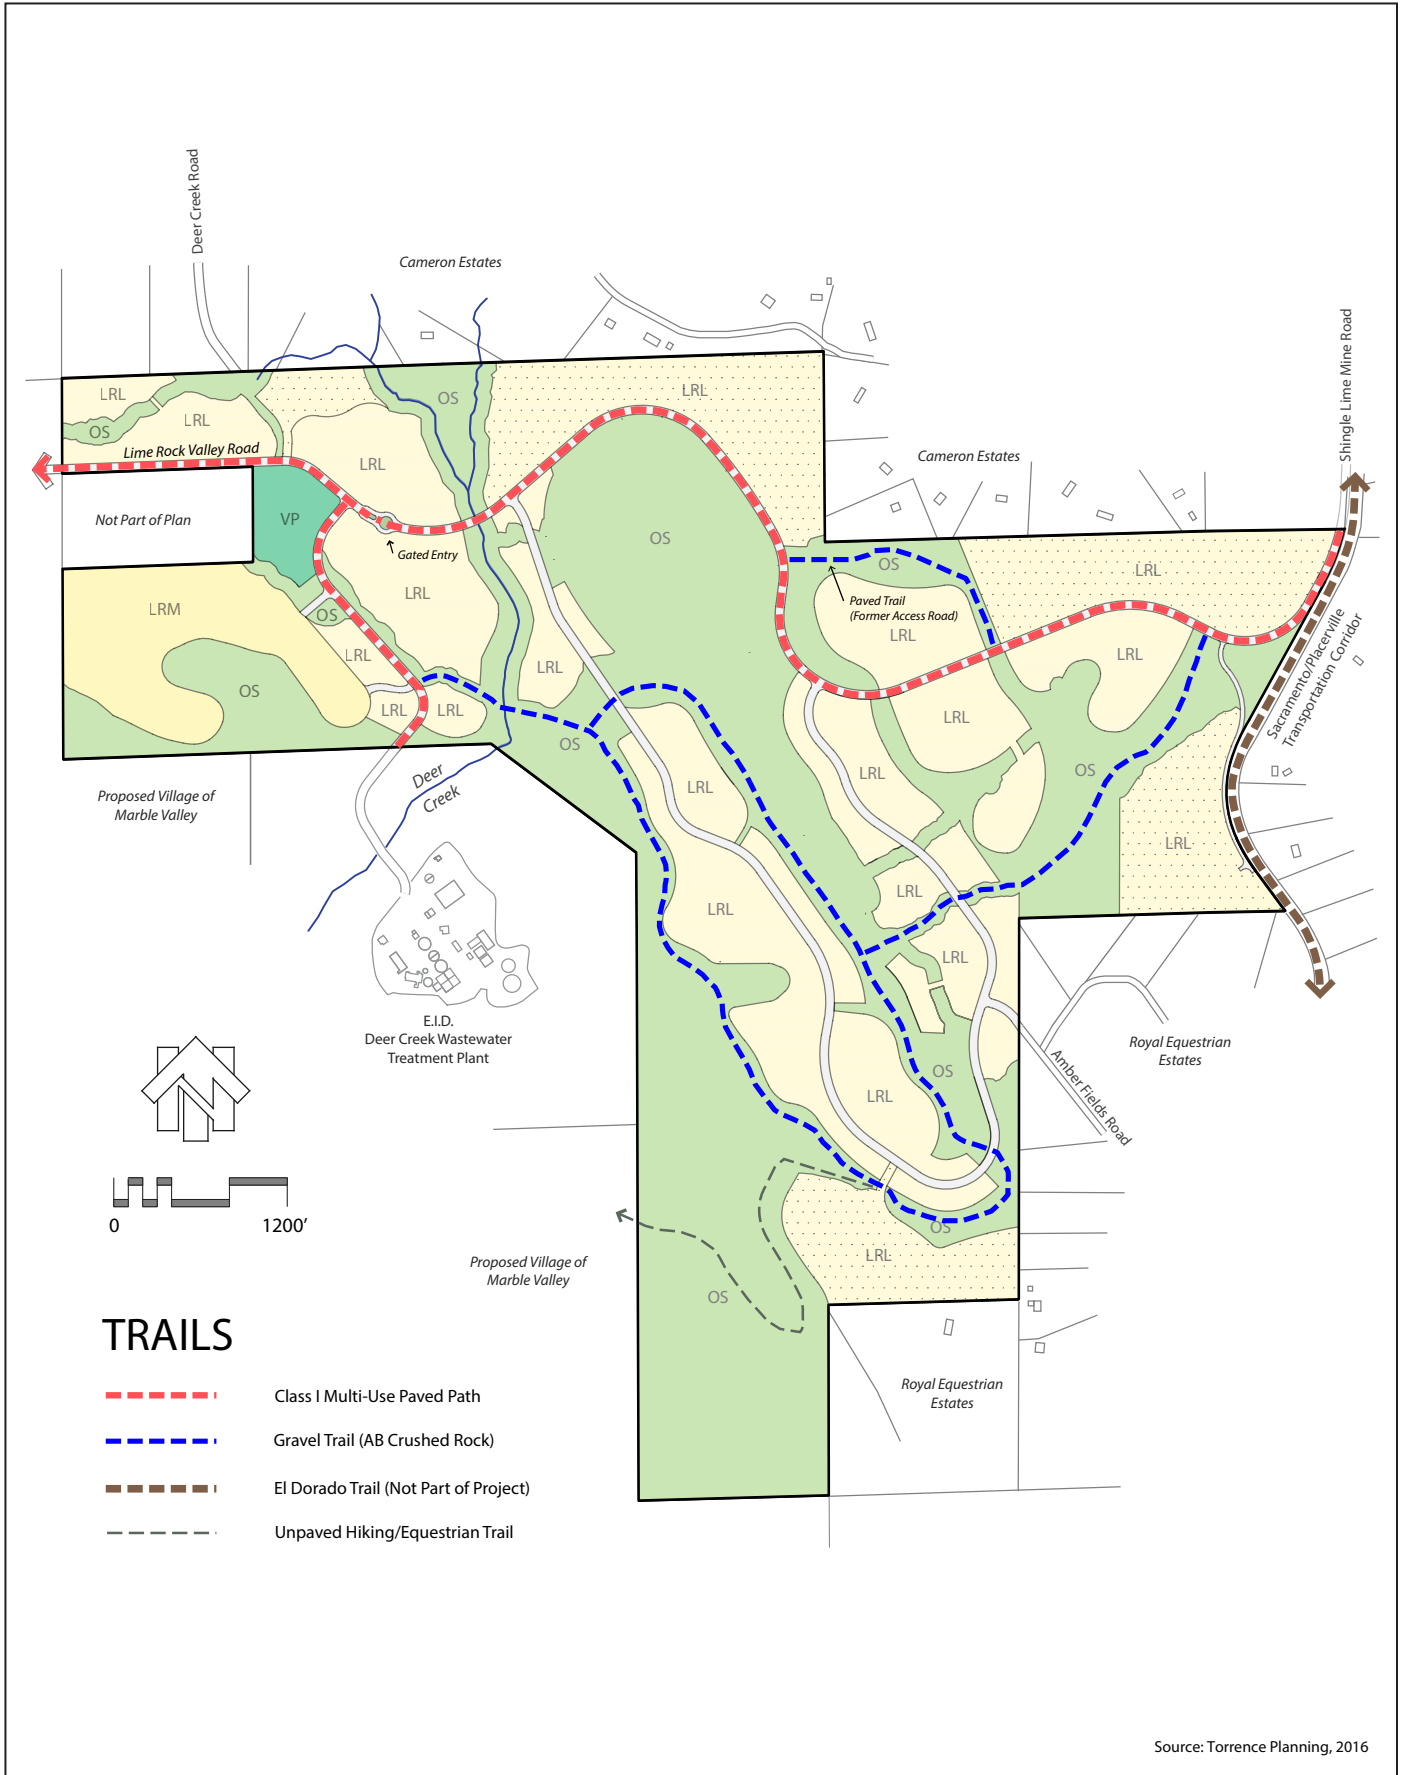 Deer Creek Road
Cameron Estates
Shingle Lime Mine Road
LRL
LRL
OS
LRL
OS
Lime Rock Valley Road
LRL
Cameron Estates
VP
Not Part of Plan
OS
Gated Entry
OS
LRL
LRL
Paved Trail
(Former Access Road)
LRM
OS
LRL
Sacramento/Placerville
Transportation Corridor
LRL
LRL
LRL
OS
LRL
LRL
LRL
OS
Deer
Creek
OS
LRL
LRL
Proposed Village of
Marble Valley
LRL
LRL
LRL
LRL
E.I.D.
Deer Creek Wastewater
Treatment Plant
Royal Equestrian
Estates
OS
Amber Fields Road
LRL
N
0
1200’
OS
LRL
Proposed Village of
Marble Valley
OS
TRAILS
Class I Multi-Use Paved Path
Royal Equestrian
Estates
Gravel Trail (AB Crushed Rock)
El Dorado Trail (Not Part of Project)
Unpaved Hiking/Equestrian Trail
Source: Torrence Planning, 2016